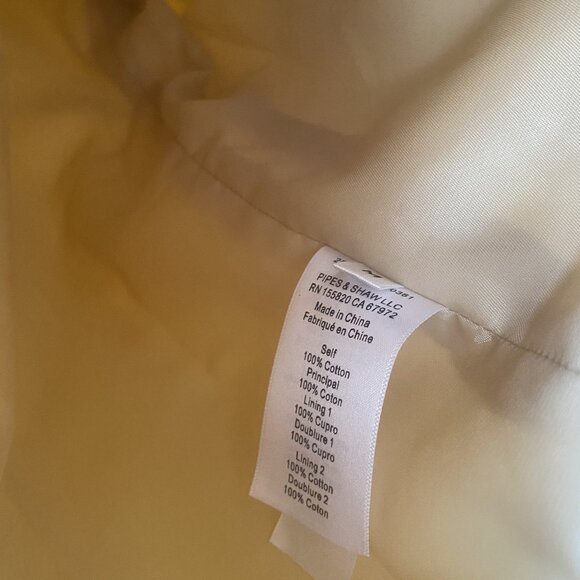 M
PIPES & SHAW LLC
RN 155820 CA 67972
Made in China
Fabriqué en Chine
Self
100% Cotton
Principal
100% Coton
Lining 1
100% Cupro
Doublure 1
100% Cupro
Lining 2
100% Cotton
Doublure 2
100% Coton